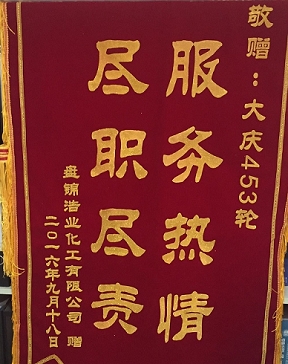 敬赠：大庆453轮
服务热情
尽职尽责
盘锦浩业化工有限公司 赠
二〇一六年九月十八日